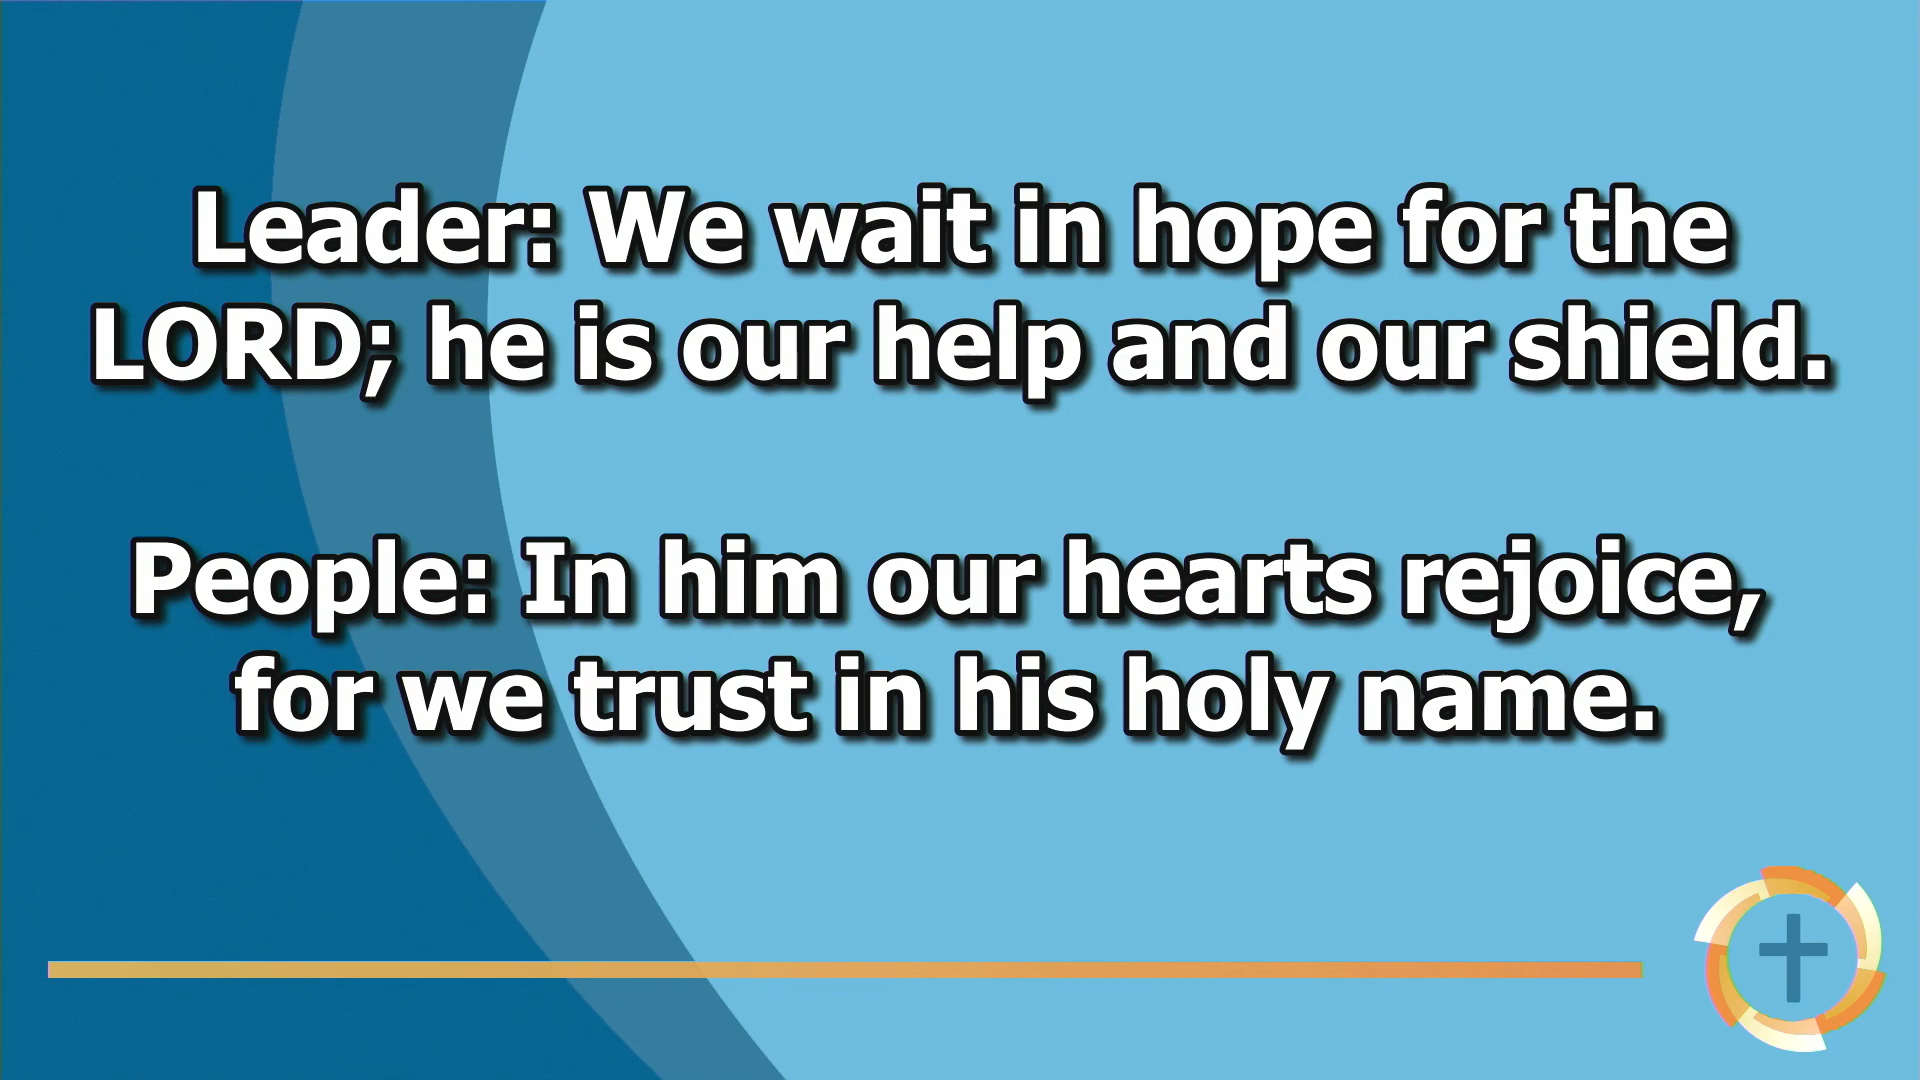 Leader: We wait in hope for the
LORD; he is our help and our shield.
People: In him our hearts rejoice,
for we trust in his holy name.